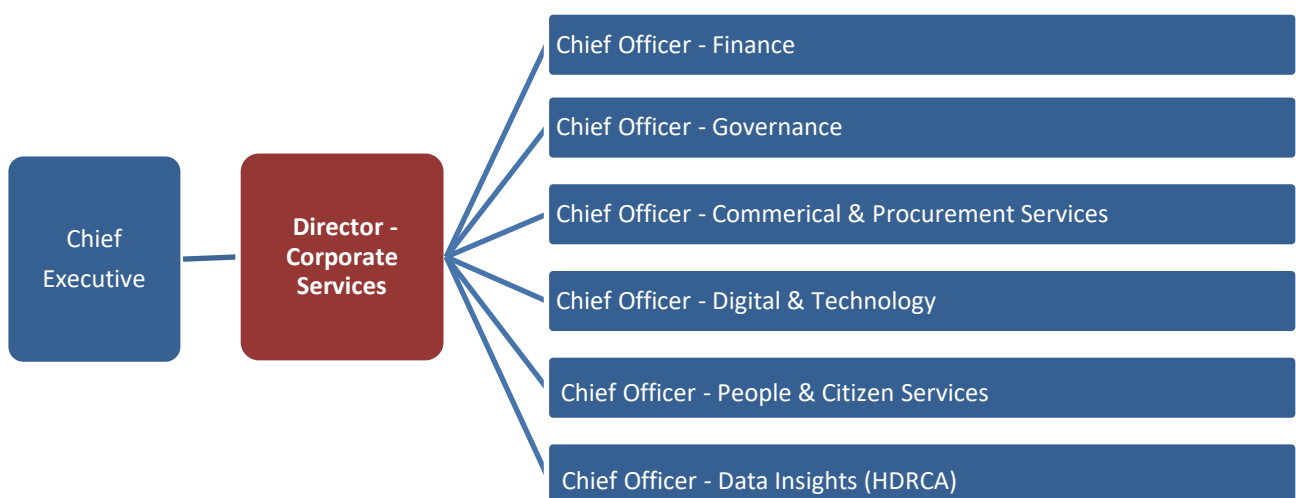 Chief
Executive
Director -
Corporate
Services
Chief Officer - Finance
Chief Officer - Governance
Chief Officer - Commerical & Procurement Services
Chief Officer - Digital & Technology
Chief Officer - People & Citizen Services
Chief Officer - Data Insights (HDRCA)